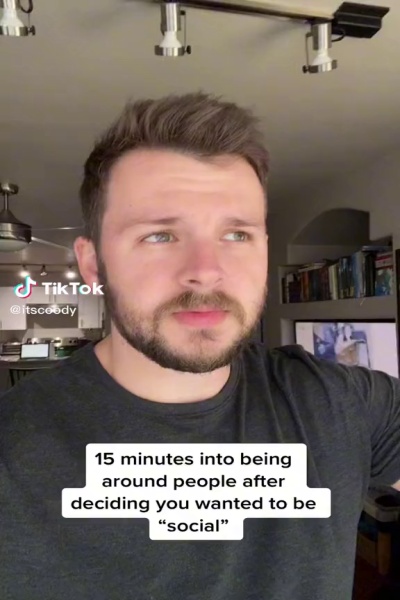 TikTok
@itscoody
15 minutes into being
around people after
deciding you wanted to be
“social”